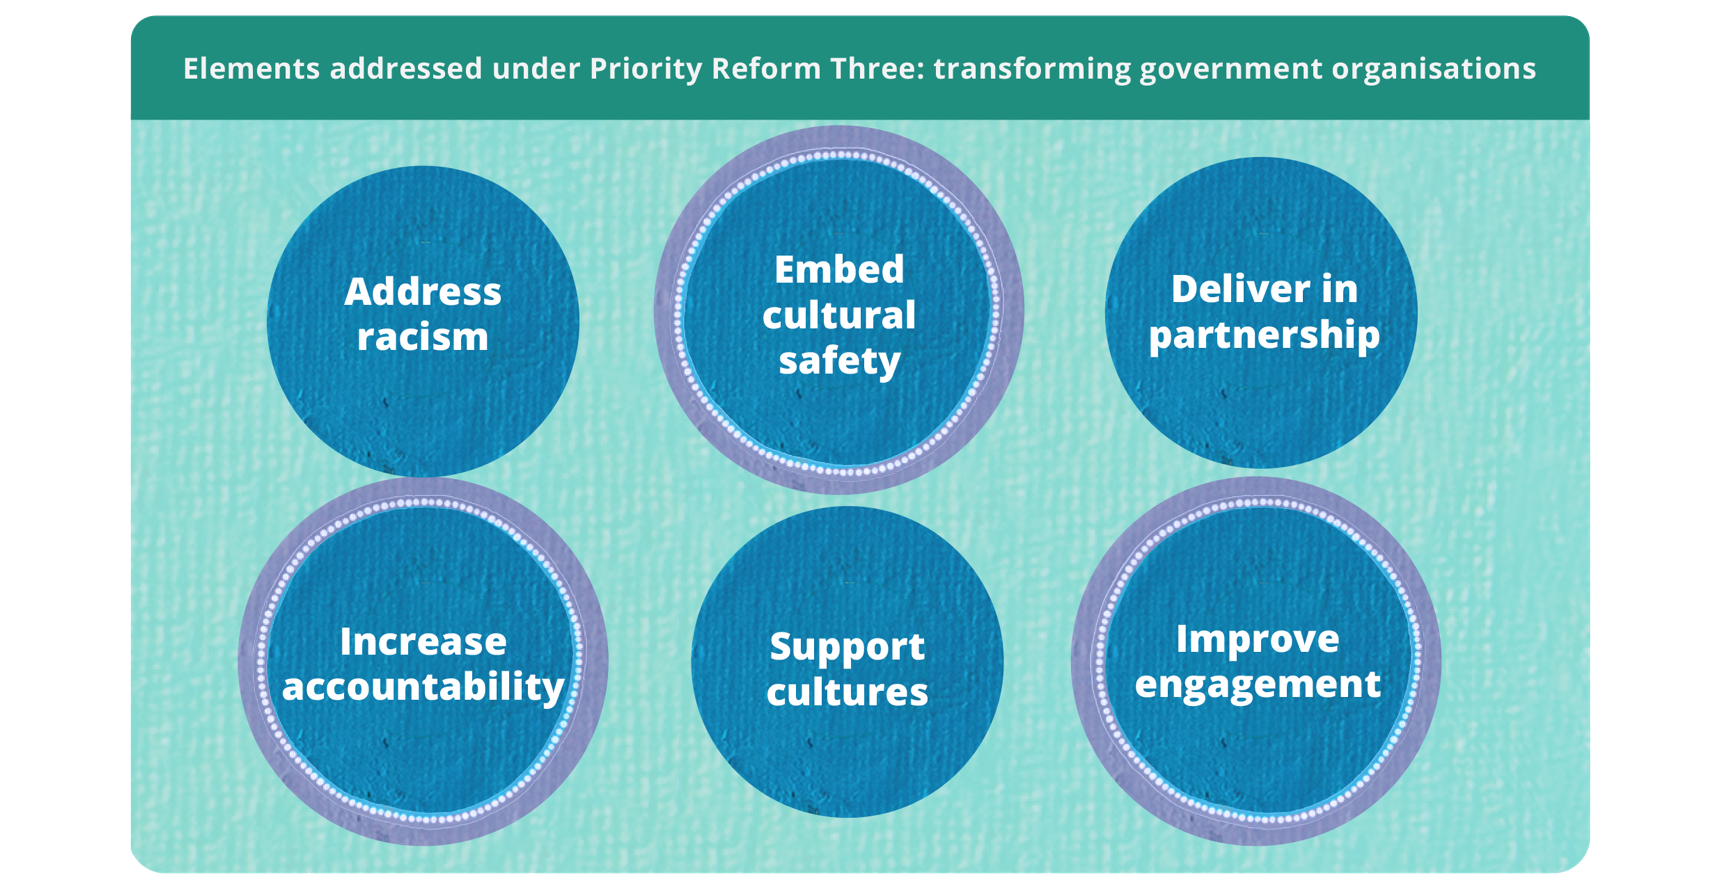 Elements addressed under Priority Reform Three: transforming government organisations
Address
racism
Embed
cultural
safety
Deliver in
partnership
Increase
accountability
Support
cultures
Improve
engagement